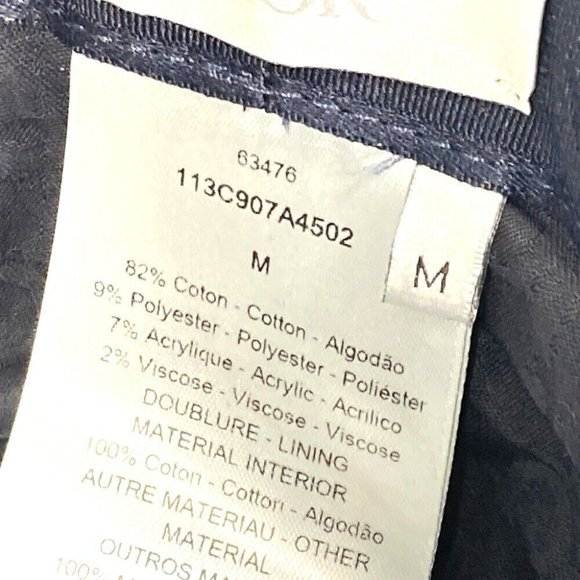 63476
113C907A4502
M
M
82% Coton - Cotton - Algodão
9% Polyester - Polyester - Poliéster
7% Acrylique - Acrylic - Acrilico
2% Viscose - Viscose - Viscose
DOUBLURE - LINING
MATERIAL INTERIOR
100% Coton - Cotton - Algodão
AUTRE MATERIAU - OTHER
MATERIAL
OUTROS
100%